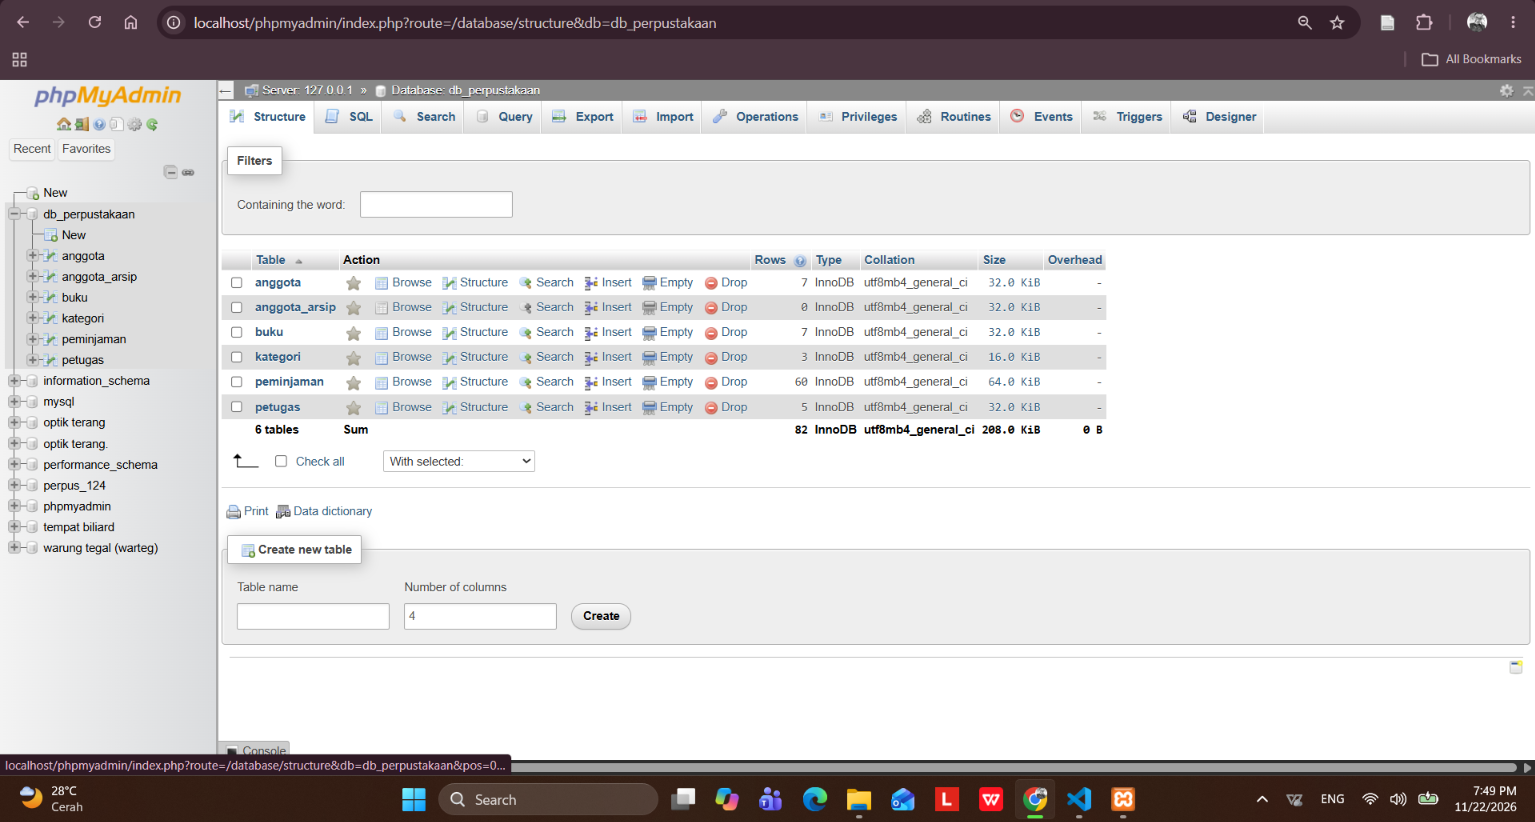 localhost/phpmyadmin/index.php?route=/database/structure&db=db_perpustakaan
All Bookmarks
phpMyAdmin
Recent Favorites
New
db_perpustakaan
New
anggota
anggota_arsip
buku
kategori
peminjaman
petugas
information_schema
mysql
optik terang
optik terang.
performance_schema
perpus_124
phpmyadmin
tempat biliard
warung tegal (warteg)
Server: 127.0.0.1 » Database: db_perpustakaan
Structure SQL Search Query Export Import Operations Privileges Routines Events Triggers Designer
Filters
Containing the word:
Table Action Rows Type Collation Size Overhead
anggota Browse Structure Search Insert Empty Drop 7 InnoDB utf8mb4_general_ci 32.0 KiB -
anggota_arsip Browse Structure Search Insert Empty Drop 0 InnoDB utf8mb4_general_ci 32.0 KiB -
buku Browse Structure Search Insert Empty Drop 7 InnoDB utf8mb4_general_ci 32.0 KiB -
kategori Browse Structure Search Insert Empty Drop 3 InnoDB utf8mb4_general_ci 16.0 KiB -
peminjaman Browse Structure Search Insert Empty Drop 60 InnoDB utf8mb4_general_ci 64.0 KiB -
petugas Browse Structure Search Insert Empty Drop 5 InnoDB utf8mb4_general_ci 32.0 KiB -
6 tables Sum 82 InnoDB utf8mb4_general_ci 208.0 KiB 0 B
Check all With selected:
Print Data dictionary
Create new table
Table name Number of columns
4 Create
Console
localhost/phpmyadmin/index.php?route=/database/structure&db=db_perpustakaan&pos=0...
28°C
Cerah
Search
ENG
7:49 PM
11/22/2026